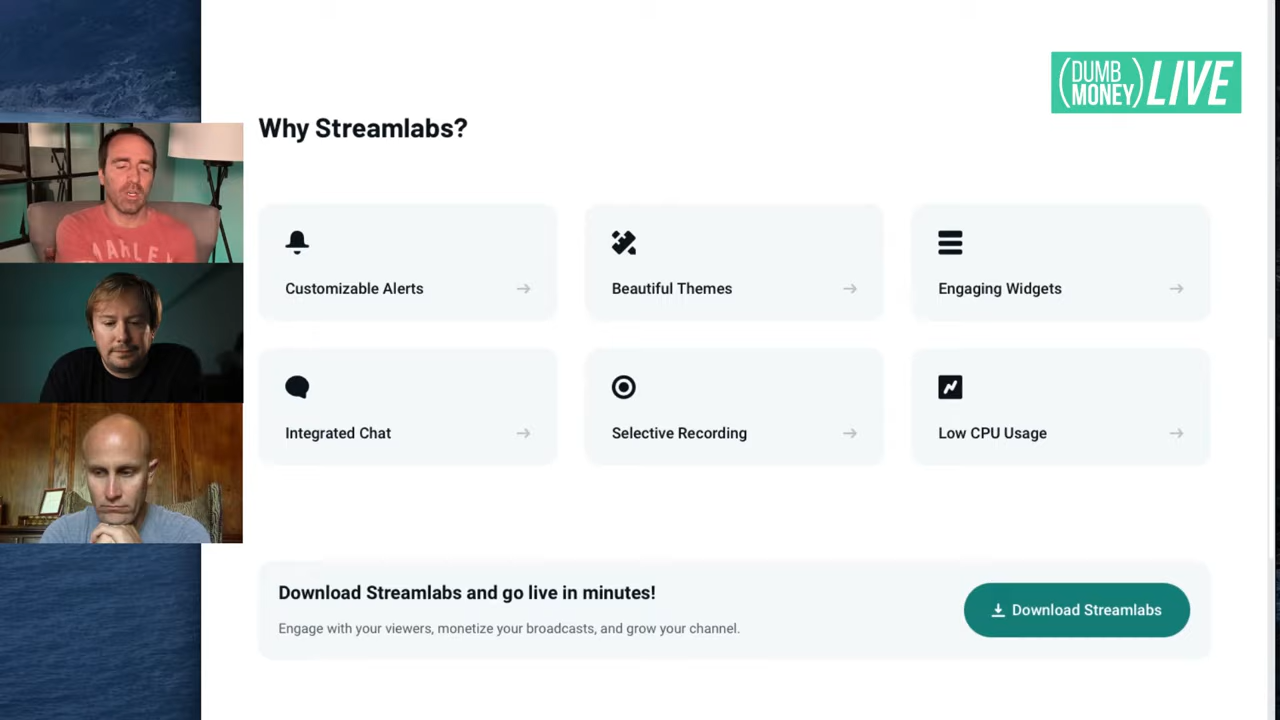 (DUMB
MONEY) LIVE
Why Streamlabs?
Customizable Alerts
Beautiful Themes
Engaging Widgets
Integrated Chat
Selective Recording
Low CPU Usage
Download Streamlabs and go live in minutes!
Engage with your viewers, monetize your broadcasts, and grow your channel.
Download Streamlabs